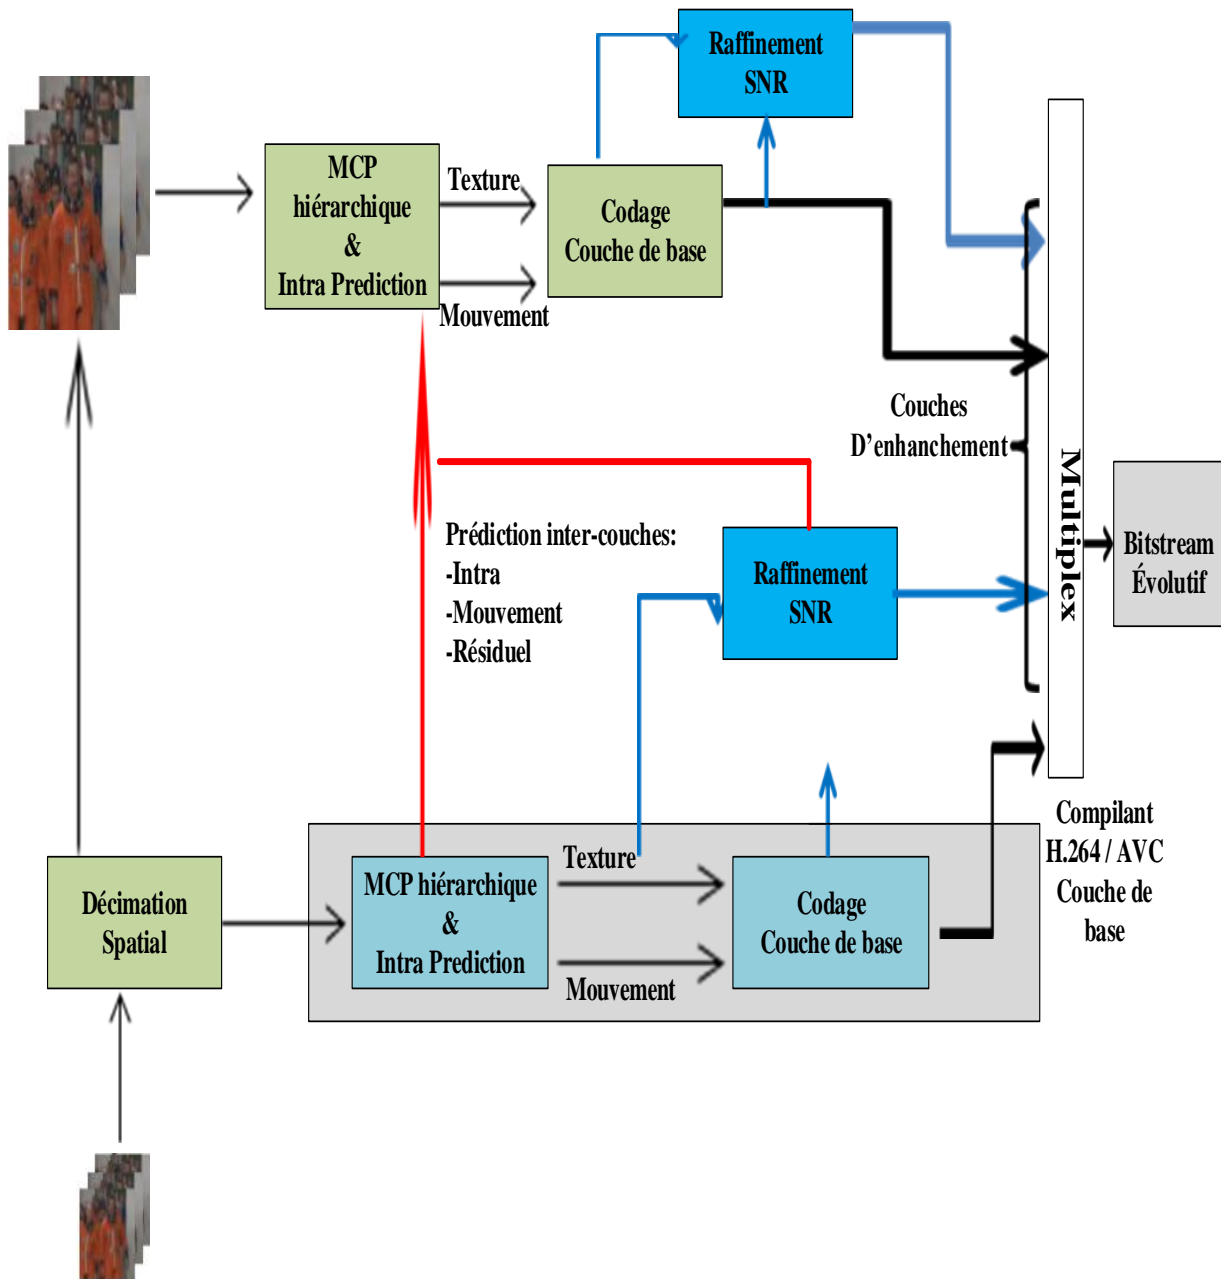 Raffinement
SNR
MCP
hiérarchique
&
Intra Prediction
Texture
Mouvement
Codage
Couche de base
Couches
D'enhanchement
Multiplex
Bitstream
Évolutif
Prédiction inter-couches:
-Intra
-Mouvement
-Résiduel
Raffinement
SNR
Compilant
H.264 / AVC
Couche de
base
Décimation
Spatial
MCP hiérarchique
&
Intra Prediction
Texture
Mouvement
Codage
Couche de base